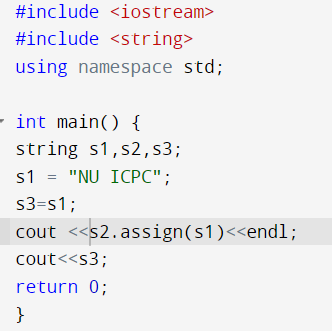 #include <iostream>
#include <string>
using namespace std;

int main() {
string s1,s2,s3;
s1 = "NU ICPC";
s3=s1;
cout <<s2.assign(s1)<<endl;
cout<<s3;
return 0;
}